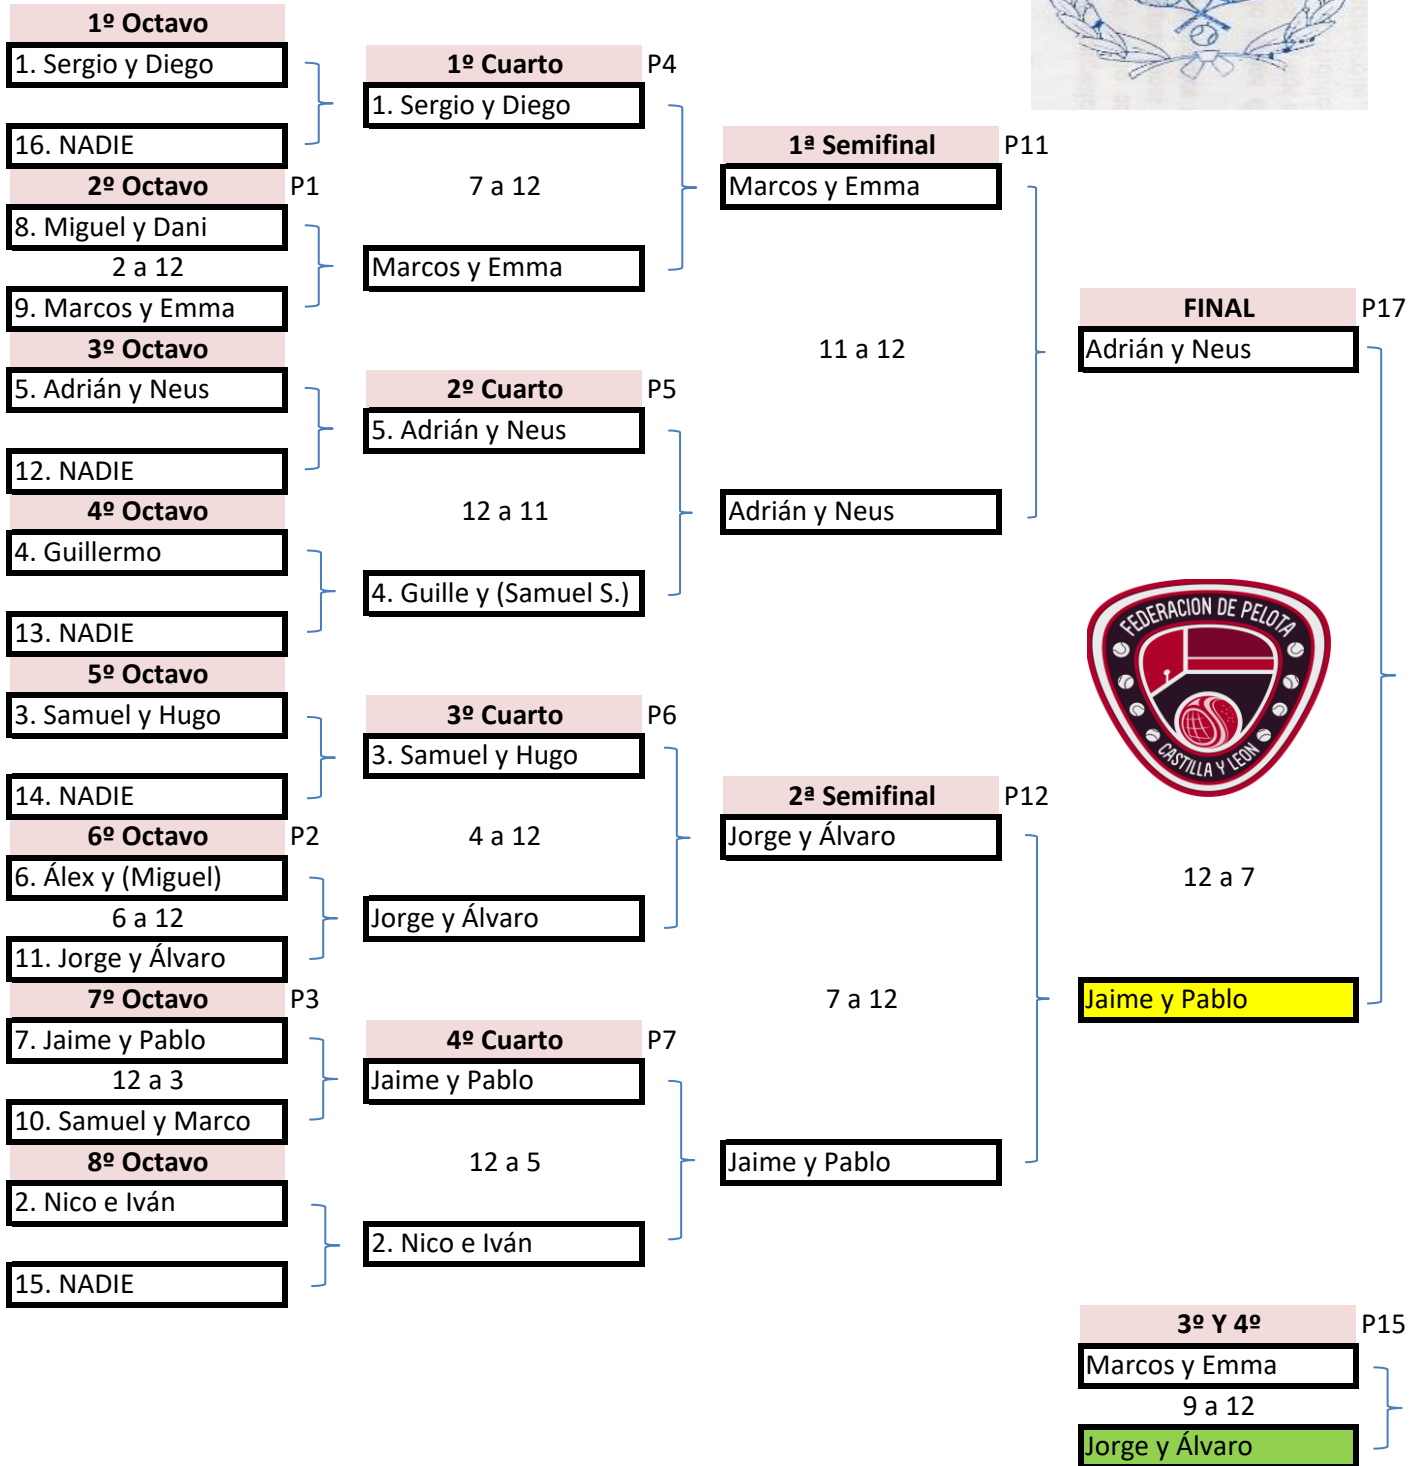 1º Octavo
1. Sergio y Diego
16. NADIE
2º Octavo P1
8. Miguel y Dani
2 a 12
9. Marcos y Emma
3º Octavo
5. Adrián y Neus
12. NADIE
4º Octavo
4. Guillermo
13. NADIE
5º Octavo
3. Samuel y Hugo
14. NADIE
6º Octavo P2
6. Álex y (Miguel)
6 a 12
11. Jorge y Álvaro
7º Octavo P3
7. Jaime y Pablo
12 a 3
10. Samuel y Marco
8º Octavo
2. Nico e Iván
15. NADIE
1º Cuarto P4
1. Sergio y Diego
7 a 12
Marcos y Emma
2º Cuarto P5
5. Adrián y Neus
12 a 11
4. Guille y (Samuel S.)
3º Cuarto P6
3. Samuel y Hugo
4 a 12
Jorge y Álvaro
4º Cuarto P7
Jaime y Pablo
12 a 5
2. Nico e Iván
1ª Semifinal P11
Marcos y Emma
11 a 12
Adrián y Neus
2ª Semifinal P12
Jorge y Álvaro
7 a 12
Jaime y Pablo
FINAL P17
Adrián y Neus
FEDERACION DE PELOTA
CASTILLA Y LEON
12 a 7
Jaime y Pablo
3º Y 4º P15
Marcos y Emma
9 a 12
Jorge y Álvaro